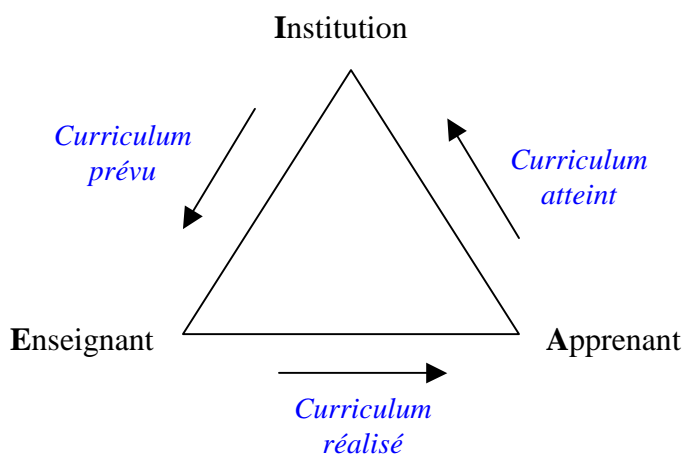 Institution
Curriculum
prévu
Curriculum
atteint
Enseignant
Apprenant
Curriculum
réalisé